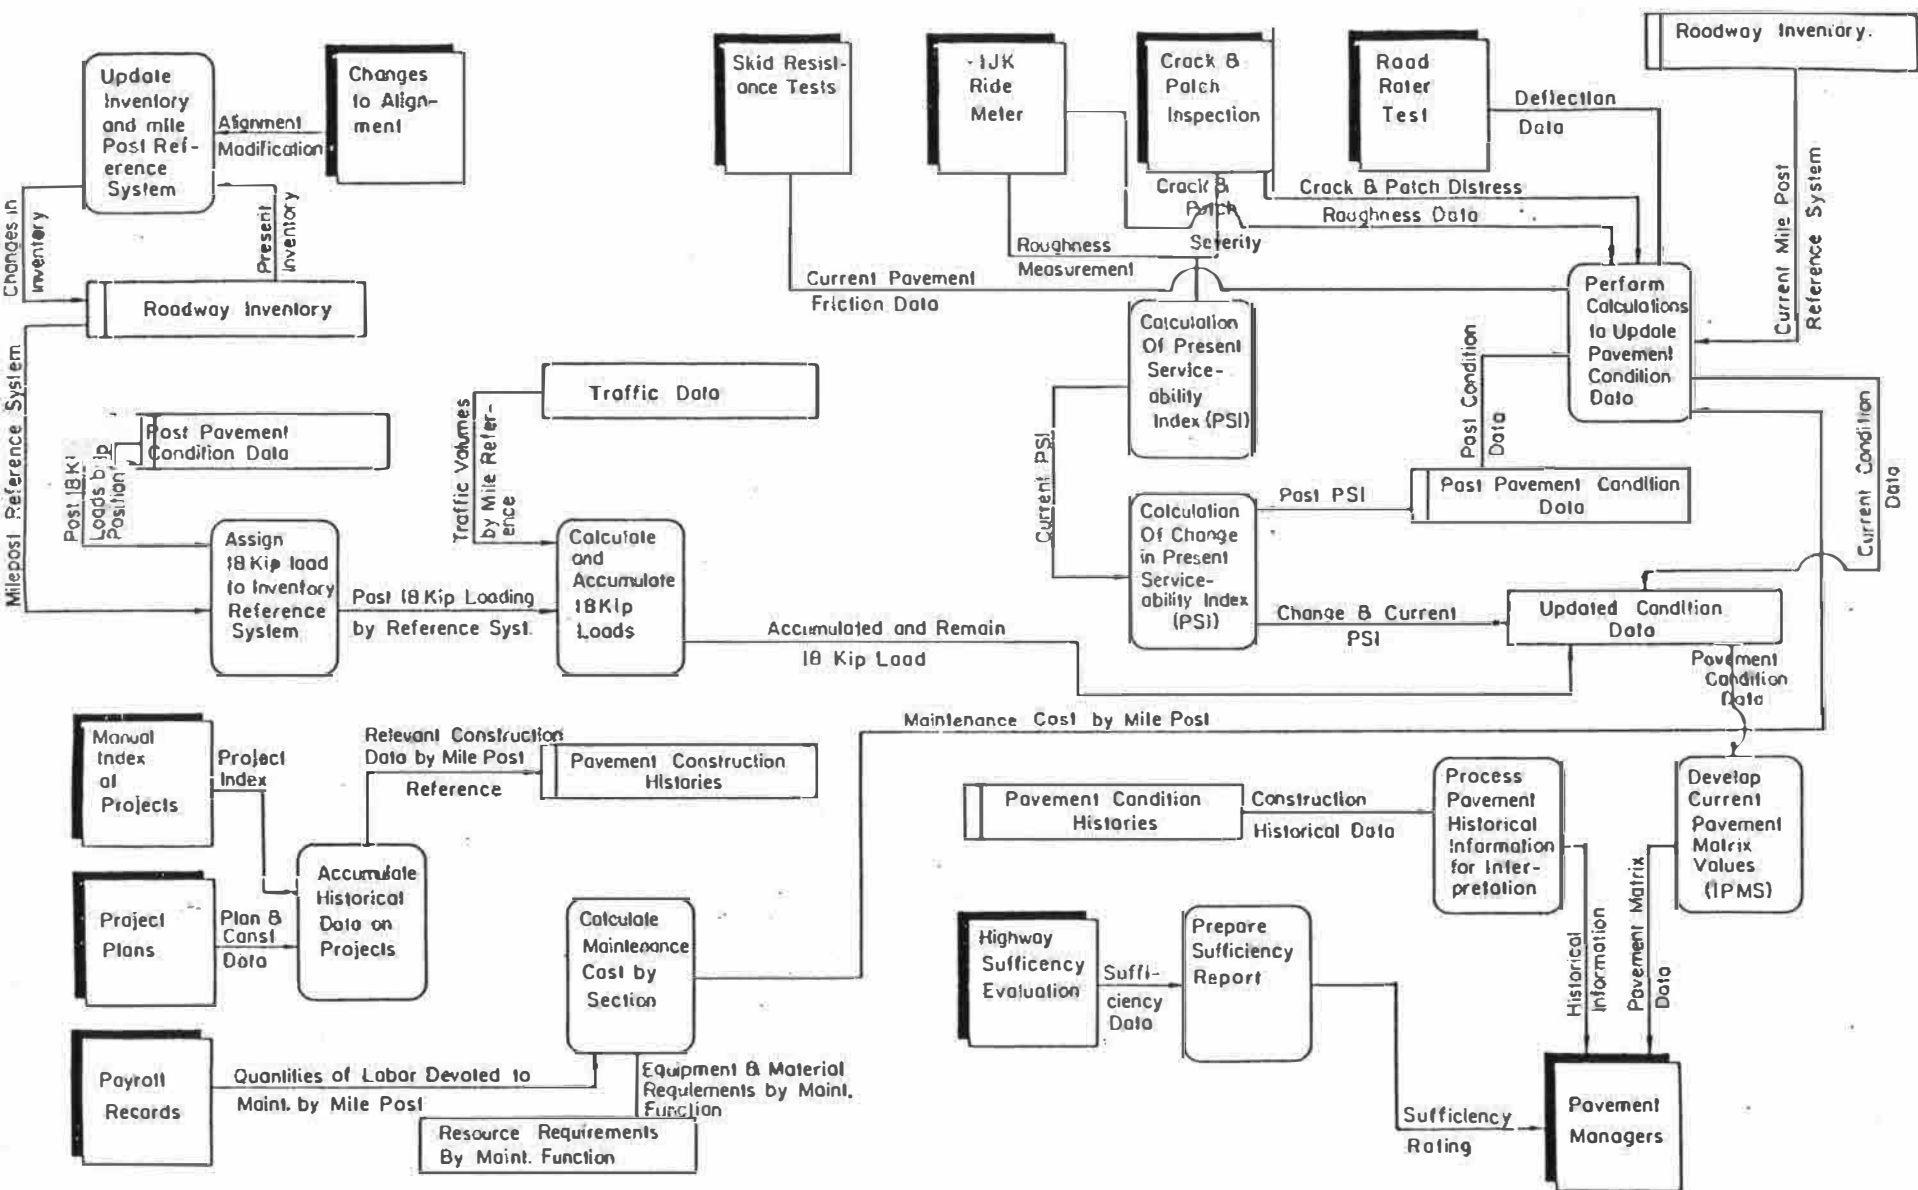 Update
Inventory
and mile
Post Ref-
erence
System
Alignment
Modification
Changes
to Align-
ment
Changes in
Inventory
Present
Inventory
Roadway Inventory
Milepost Reference System
Skid Resist-
ance Tests
IJK
Ride
Meter
Crack &
Patch
Inspection
Road
Rater
Test
Roadway Inventory.
Deflection
Data
Crack &
Patch
Severity
Crack & Patch Distress
Roughness Data
Roughness
Measurement
Current Pavement
Friction Data
Current Mile Post
Reference System
Perform
Calculations
to Update
Pavement
Condition
Data
Calculation
Of Present
Service-
ability
Index (PSI)
Current PSI
Past Condition
Data
Current Condition
Data
Traffic Data
Traffic Volumes
by Mile Refer-
ence
Post Pavement
Condition Data
Post 18K
Loads by
Position
Assign
18 Kip load
to Inventory
Reference
System
Past 18 Kip Loading
by Reference Syst.
Calculate
and
Accumulate
18 Kip
Loads
Accumulated and Remain
18 Kip Load
Calculation
Of Change
in Present
Service-
ability Index
(PSI)
Past PSI
Past Pavement Condition
Data
Change & Current
PSI
Updated Condition
Data
Pavement
Condition
Data
Maintenance Cost by Mile Post
Manual
Index
of
Projects
Project
Index
Relevant Construction
Data by Mile Post
Reference
Pavement Construction
Histories
Project
Plans
Plan &
Const
Data
Accumulate
Historical
Data on
Projects
Calculate
Maintenance
Cost by
Section
Payroll
Records
Quantities of Labor Devoted to
Maint. by Mile Post
Equipment & Material
Requlements by Maint.
Function
Resource Requirements
By Maint. Function
Pavement Condition
Histories
Construction
Historical Data
Process
Pavement
Historical
Information
for Inter-
pretation
Develop
Current
Pavement
Matrix
Values
(IPMS)
Highway
Sufficency
Evaluation
Suffi-
ciency
Data
Prepare
Sufficiency
Report
Historical
Information
Pavement Matrix
Data
Sufficiency
Rating
Pavement
Managers